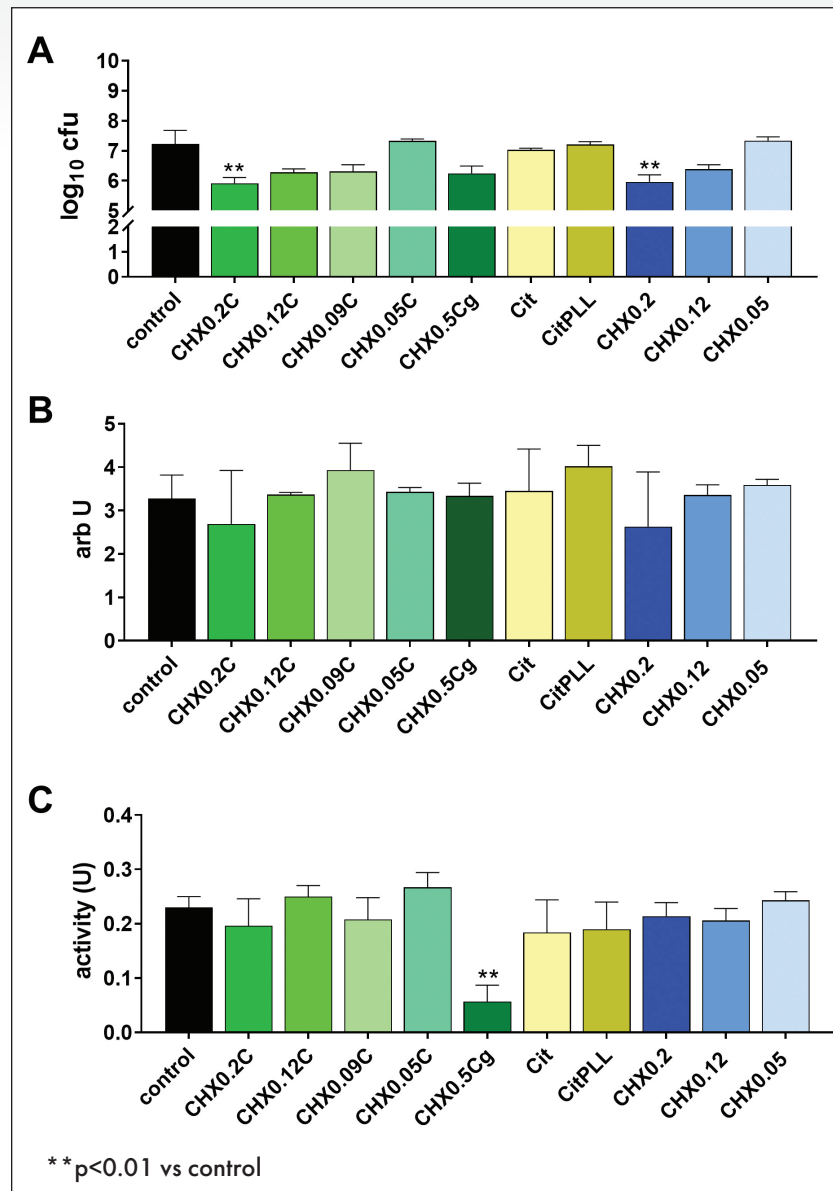 A
log10 cfu
10
9
8
7
6
5
2
1
0
**
**
control
CHX0.2C
CHX0.12C
CHX0.09C
CHX0.05C
CHX0.5Cg
Cit
CitPLL
CHX0.2
CHX0.12
CHX0.05
B
arb U
5
4
3
2
1
0
control
CHX0.2C
CHX0.12C
CHX0.09C
CHX0.05C
CHX0.5Cg
Cit
CitPLL
CHX0.2
CHX0.12
CHX0.05
C
activity (U)
0.4
0.3
0.2
0.1
0.0
**
control
CHX0.2C
CHX0.12C
CHX0.09C
CHX0.05C
CHX0.5Cg
Cit
CitPLL
CHX0.2
CHX0.12
CHX0.05
**p<0.01 vs control